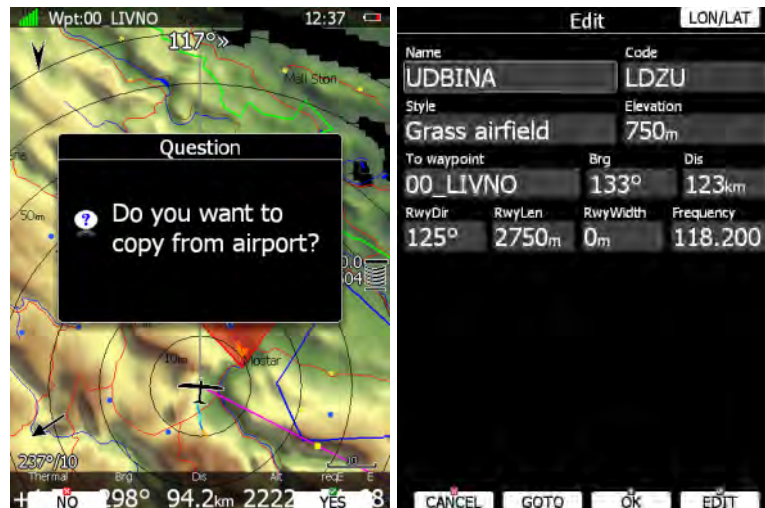 Wpt:00_LIVNO 12:37
117°»
Mali Ston
Question
Do you want to
copy from airport?
50m
10m
Mostar
237°/10
Thermal Brg Dis Alt reqE E
NO 298° 94.2km 2222 YES 8
Edit LON/LAT
Name Code
UDBINA LDZU
Style Elevation
Grass airfield 750m
To waypoint Brg Dis
00_LIVNO 133° 123km
RwyDir RwyLen RwyWidth Frequency
125° 2750m 0m 118.200
CANCEL GOTO OK EDIT